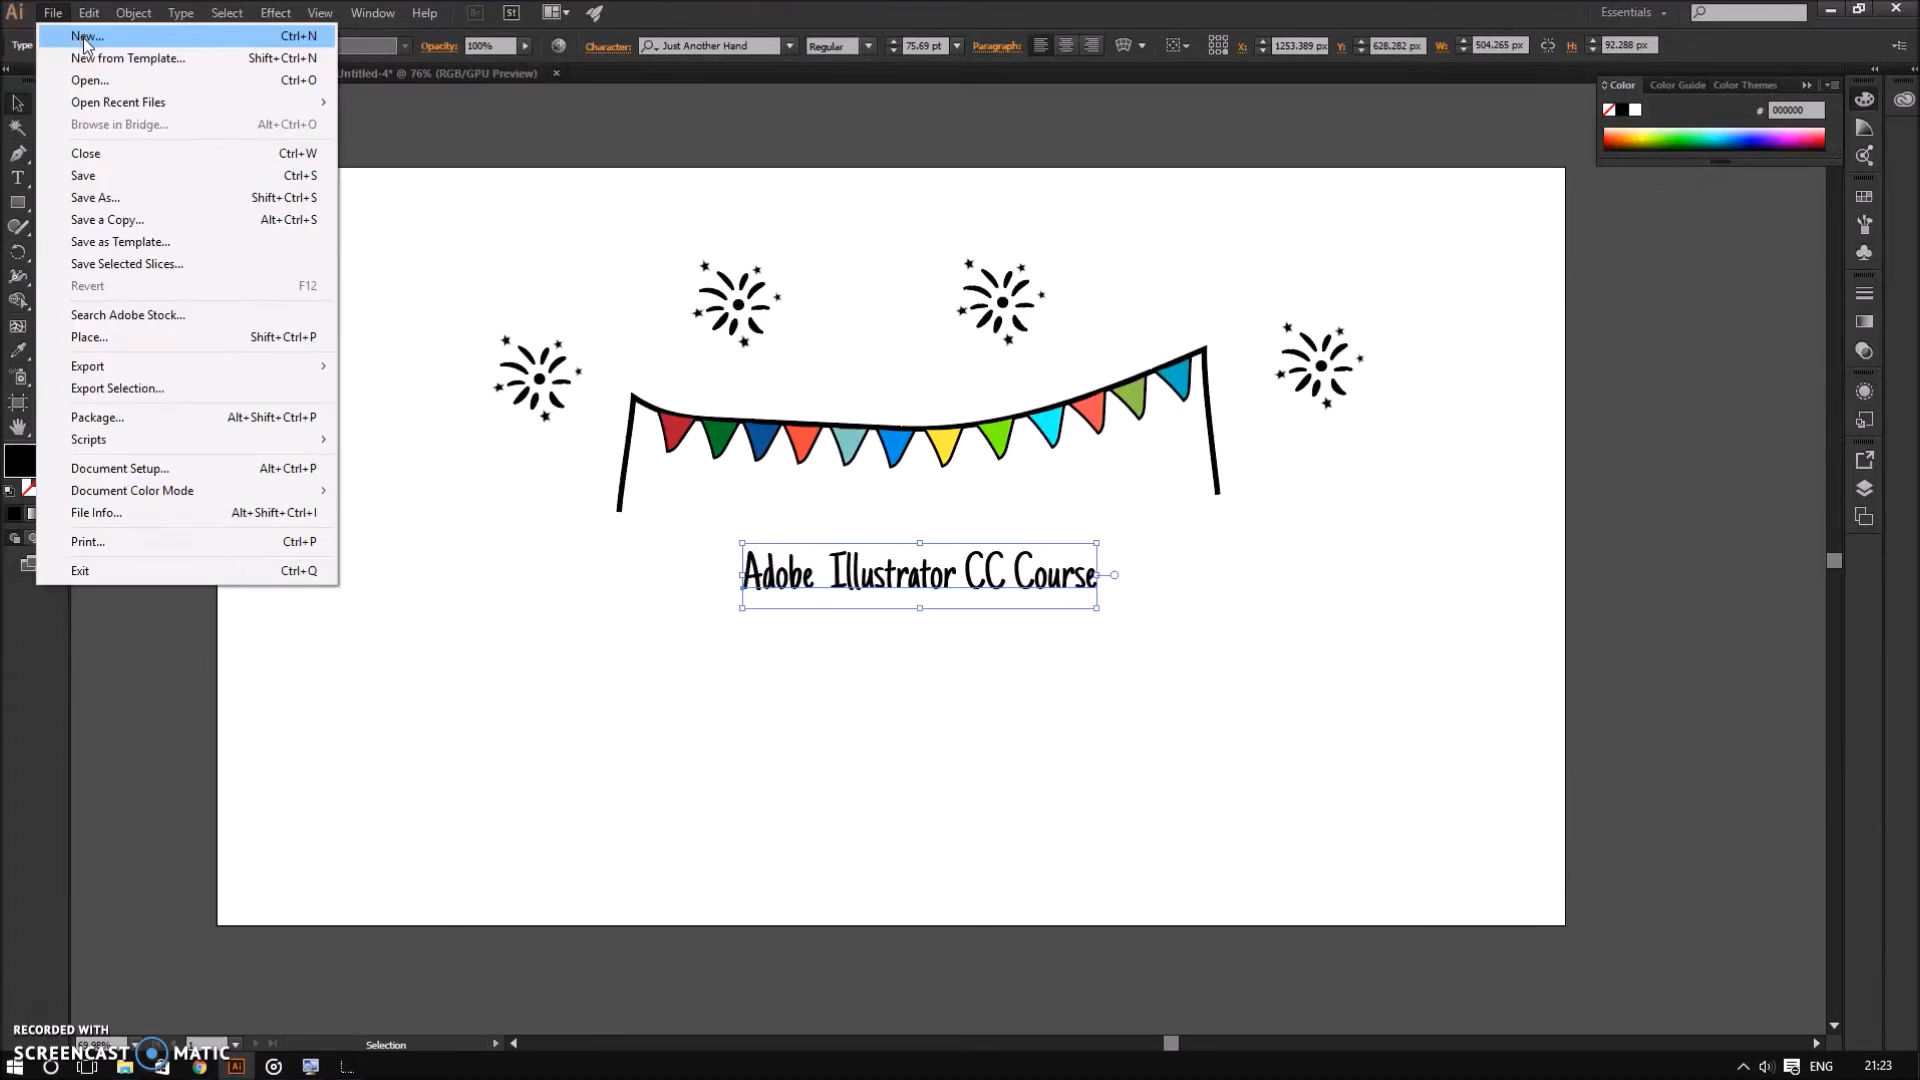 Ai File Edit Object Type Select Effect View Window Help Br St Essentials
Type Opacity: 100% Character: Just Another Hand Regular 75.69 pt Paragraph: X: 1253.389 px Y: 628.282 px W: 504.265 px H: 92.288 px
Untitled-4* @ 76% (RGB/GPU Preview) ×
New... Ctrl+N
New from Template... Shift+Ctrl+N
Open... Ctrl+O
Open Recent Files
Browse in Bridge... Alt+Ctrl+O
Close Ctrl+W
Save Ctrl+S
Save As... Shift+Ctrl+S
Save a Copy... Alt+Ctrl+S
Save as Template...
Save Selected Slices...
Revert F12
Search Adobe Stock...
Place... Shift+Ctrl+P
Export
Export Selection...
Package... Alt+Shift+Ctrl+P
Scripts
Document Setup... Alt+Ctrl+P
Document Color Mode
File Info... Alt+Shift+Ctrl+I
Print... Ctrl+P
Exit Ctrl+Q
Color Color Guide Color Themes
# 000000
Adobe Illustrator CC Course
RECORDED WITH
SCREENCAST MATIC
Selection
Ai ENG 21:23